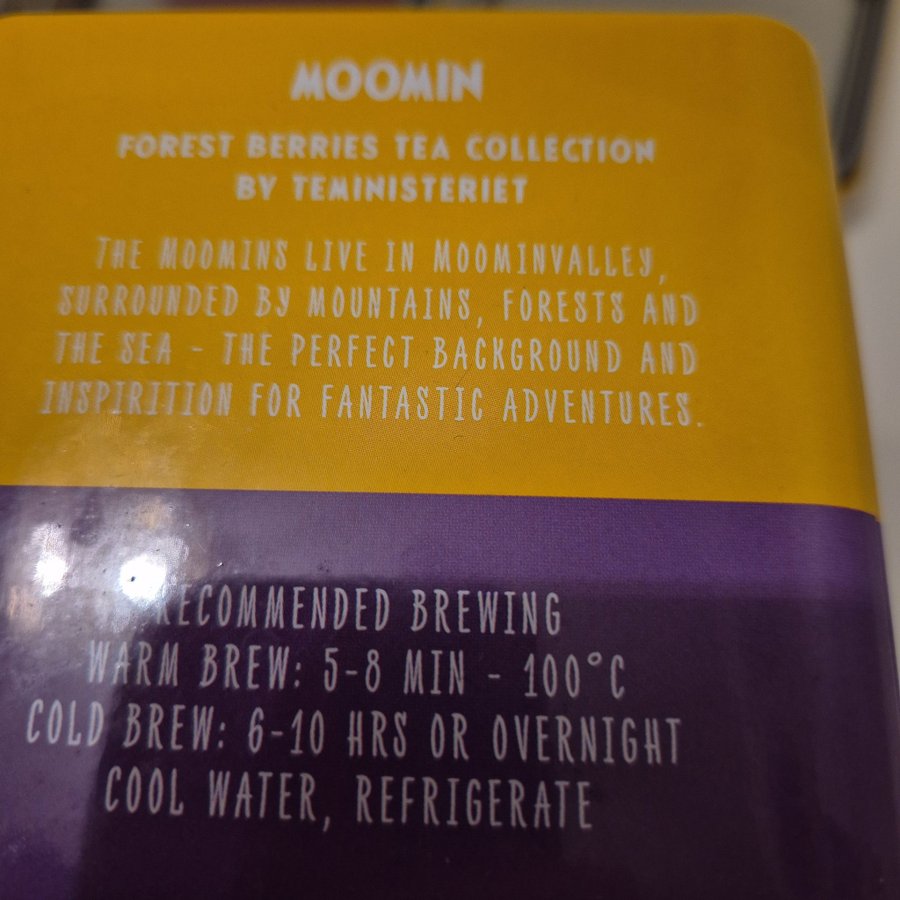 MOOMIN
FOREST BERRIES TEA COLLECTION
BY TEMINISTERIET
THE MOOMINS LIVE IN MOOMINVALLEY,
SURROUNDED BY MOUNTAINS, FORESTS AND
THE SEA - THE PERFECT BACKGROUND AND
INSPIRITION FOR FANTASTIC ADVENTURES.
RECOMMENDED BREWING
WARM BREW: 5-8 MIN - 100°C
COLD BREW: 6-10 HRS OR OVERNIGHT
COOL WATER, REFRIGERATE